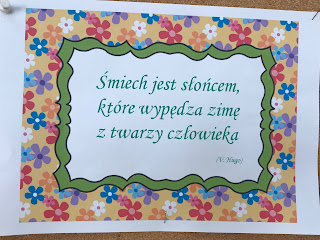 Śmiech jest słońcem,
które wypędza zimę
z twarzy człowieka
(V. Hugo)